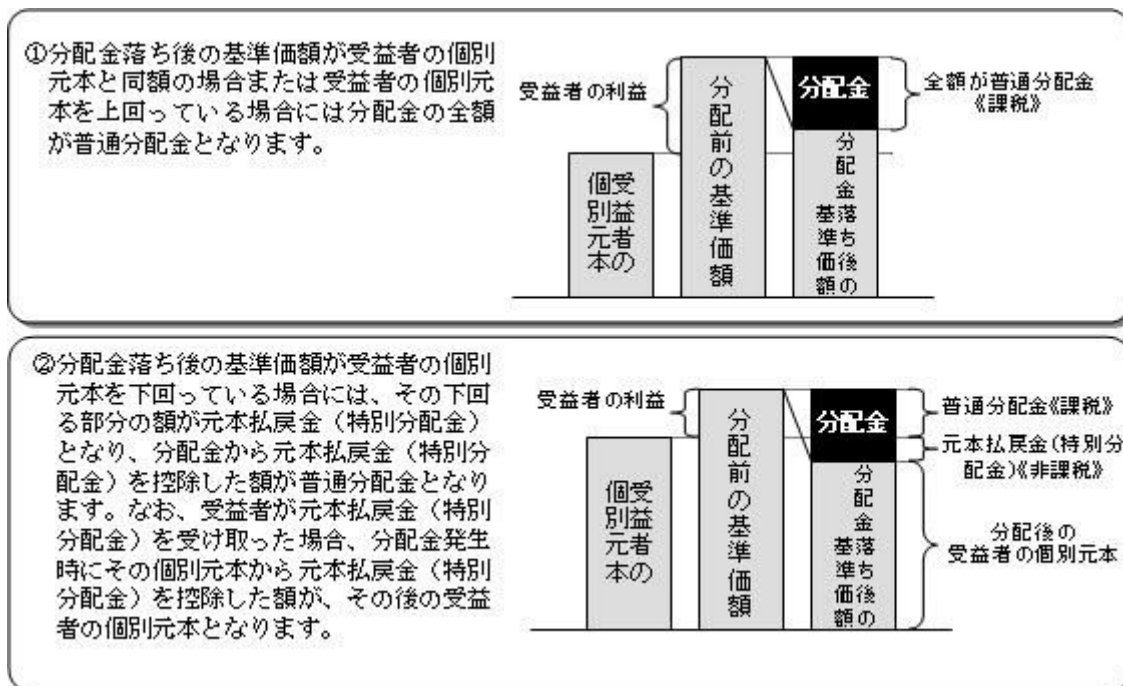 ①分配金落ち後の基準価額が受益者の個別
元本と同額の場合または受益者の個別元
本を上回っている場合には分配金の全額
が普通分配金となります。
受益者の利益
受益者の
個別元本
分配前の基準価額
分配金
分配金落ち後の
基準価額
全額が普通分配金
《課税》
②分配金落ち後の基準価額が受益者の個別
元本を下回っている場合には、その下回
る部分の額が元本払戻金（特別分配金）
となり、分配金から元本払戻金（特別分
配金）を控除した額が普通分配金となり
ます。なお、受益者が元本払戻金（特別
分配金）を受け取った場合、分配金発生
時にその個別元本から元本払戻金（特別
分配金）を控除した額が、その後の受益
者の個別元本となります。
受益者の利益
受益者の
個別元本
分配前の基準価額
分配金
分配金落ち後の
基準価額
普通分配金《課税》
元本払戻金(特別分
配金)《非課税》
分配後の
受益者の個別元本